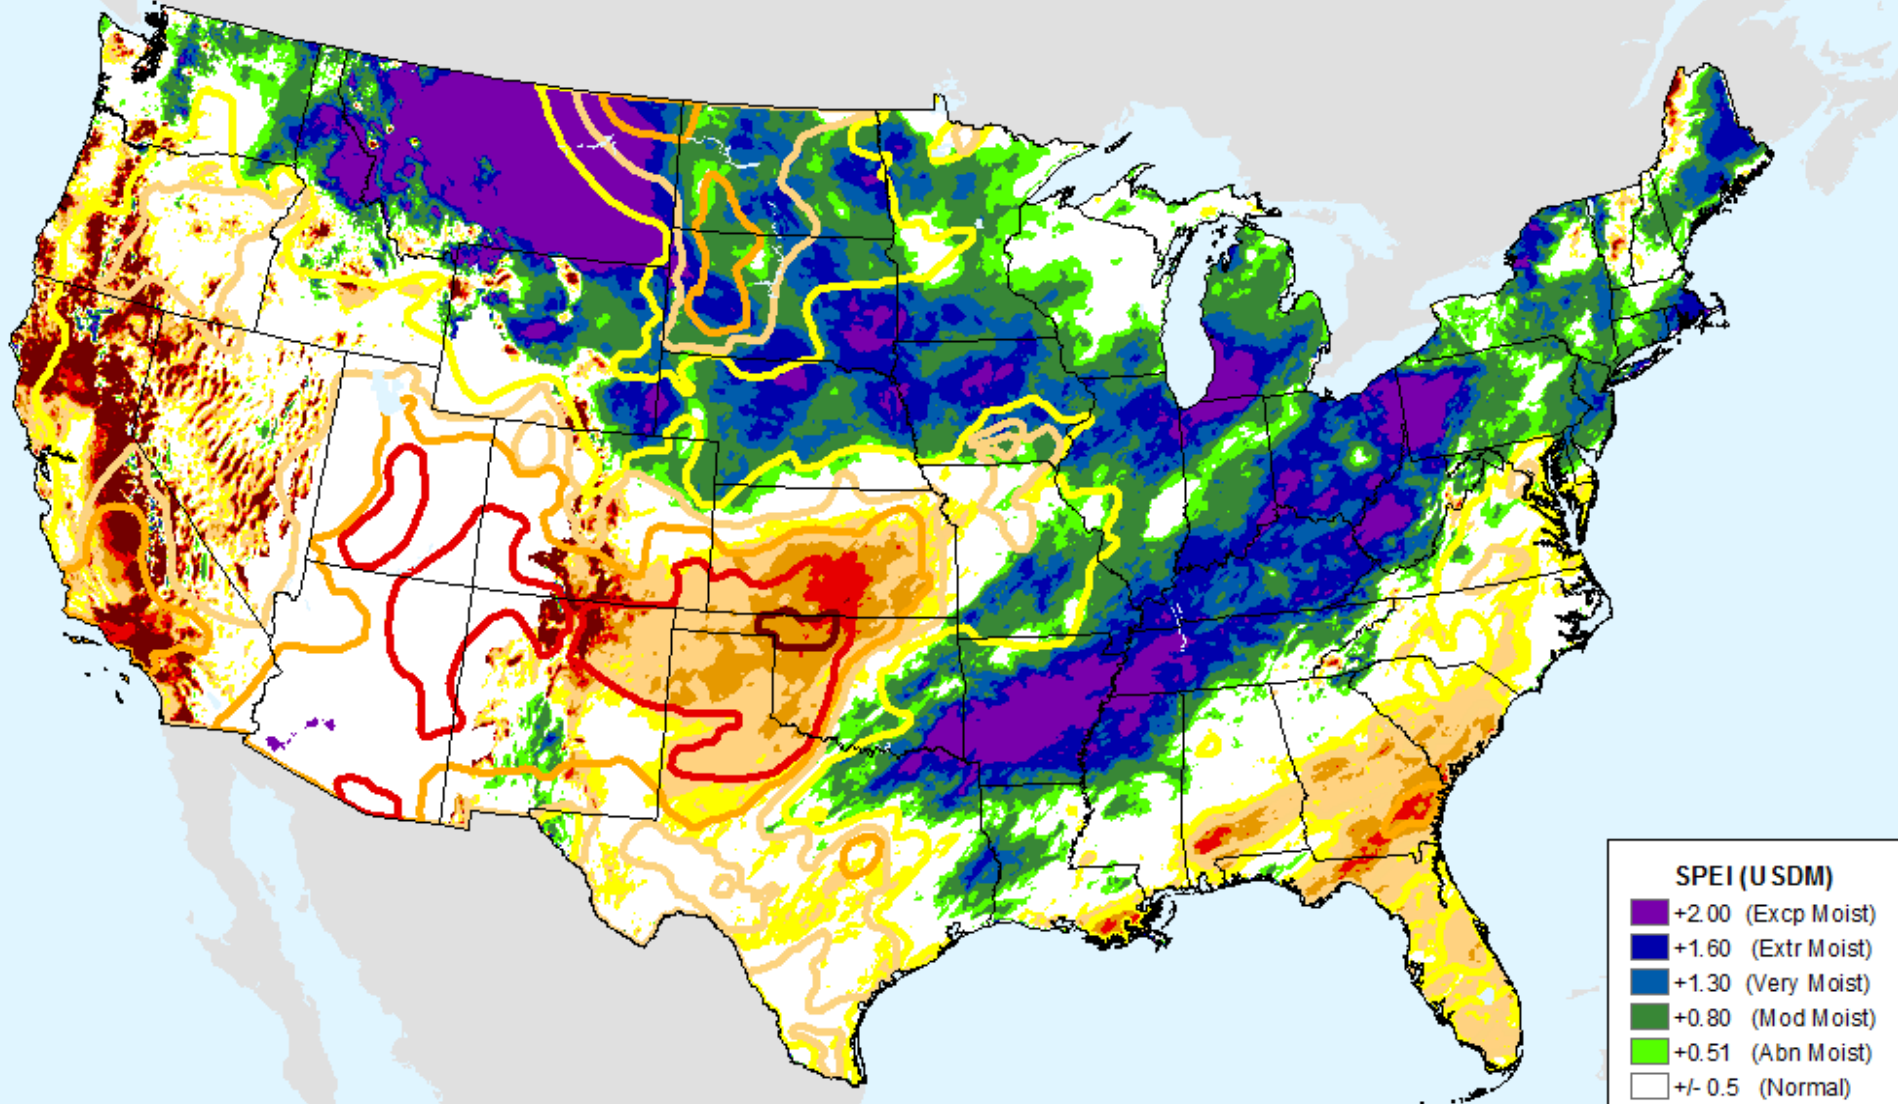 SPEI (USDM)
+2.00 (Excp Moist)
+1.60 (Extr Moist)
+1.30 (Very Moist)
+0.80 (Mod Moist)
+0.51 (Abn Moist)
+/- 0.5 (Normal)